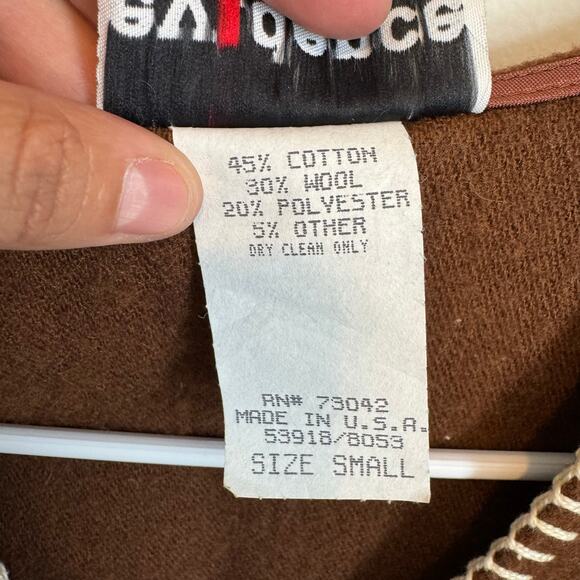 45% COTTON
30% WOOL
20% POLYESTER
5% OTHER
DRY CLEAN ONLY
RN# 73042
MADE IN U.S.A.
53918/8053
SIZE SMALL